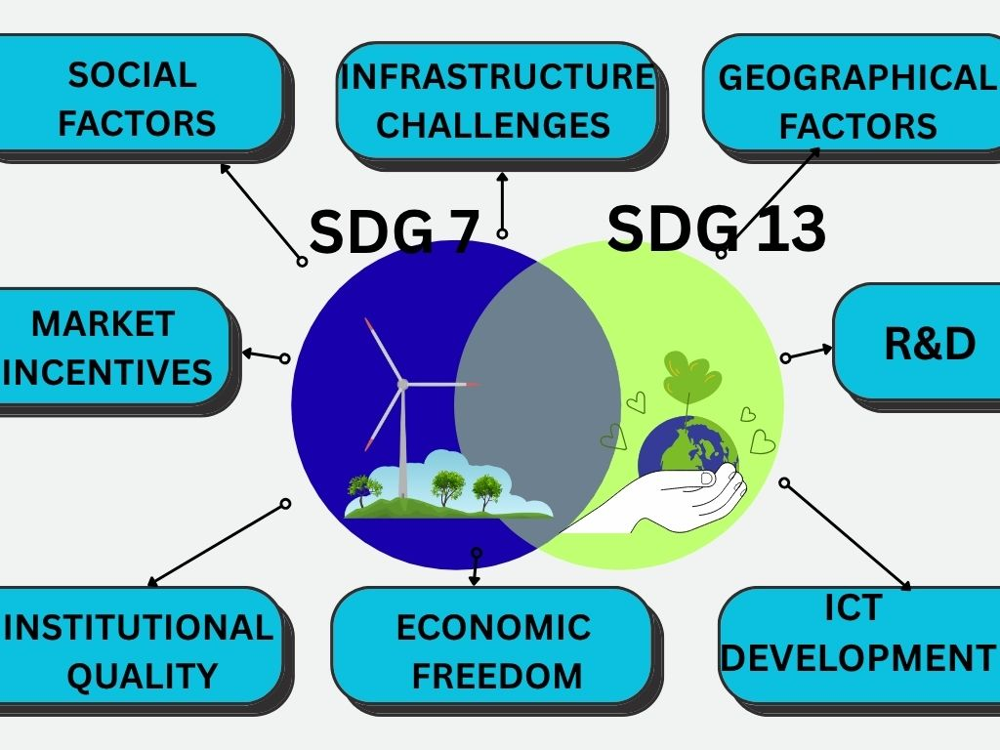 SOCIAL
FACTORS
INFRASTRUCTURE
CHALLENGES
GEOGRAPHICAL
FACTORS
SDG 7
SDG 13
MARKET
INCENTIVES
R&D
INSTITUTIONAL
QUALITY
ECONOMIC
FREEDOM
ICT
DEVELOPMENT